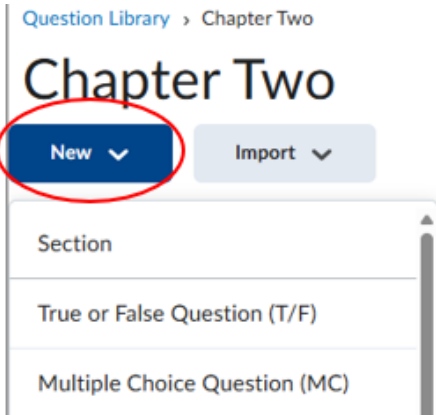 Question Library › Chapter Two
Chapter Two
New Import
Section
True or False Question (T/F)
Multiple Choice Question (MC)